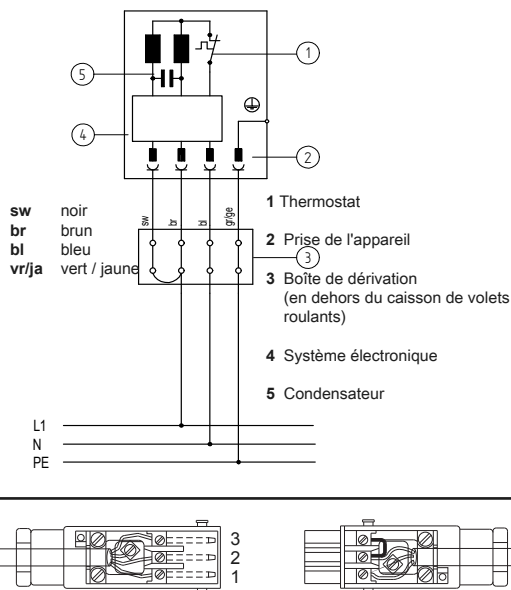 1
5
4
2
sw noir
br brun
bl bleu
vr/ja vert / jaune
sw
br
bl
gr/ge
3
1 Thermostat
2 Prise de l'appareil
3 Boîte de dérivation
(en dehors du caisson de volets
roulants)
4 Système électronique
5 Condensateur
L1
N
PE
3
2
1